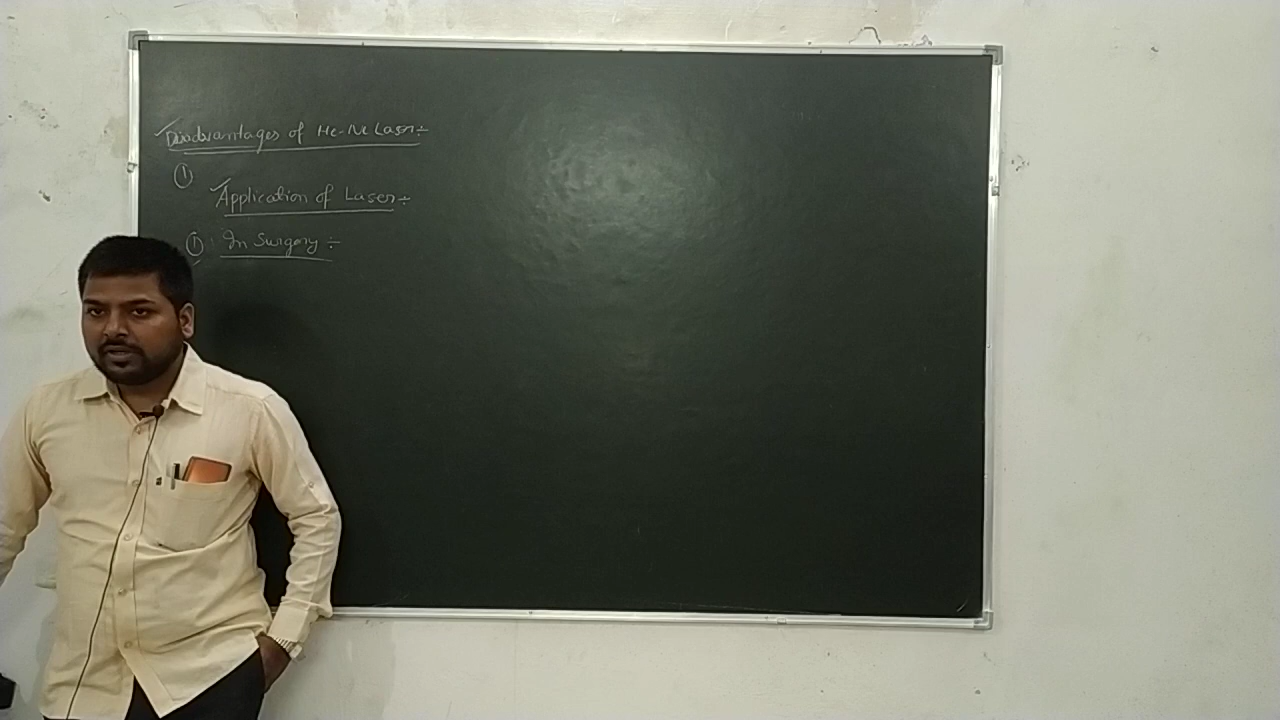 Disadvantages of He-Ne Laser÷
①
Application of Laser÷
① In Surgery÷